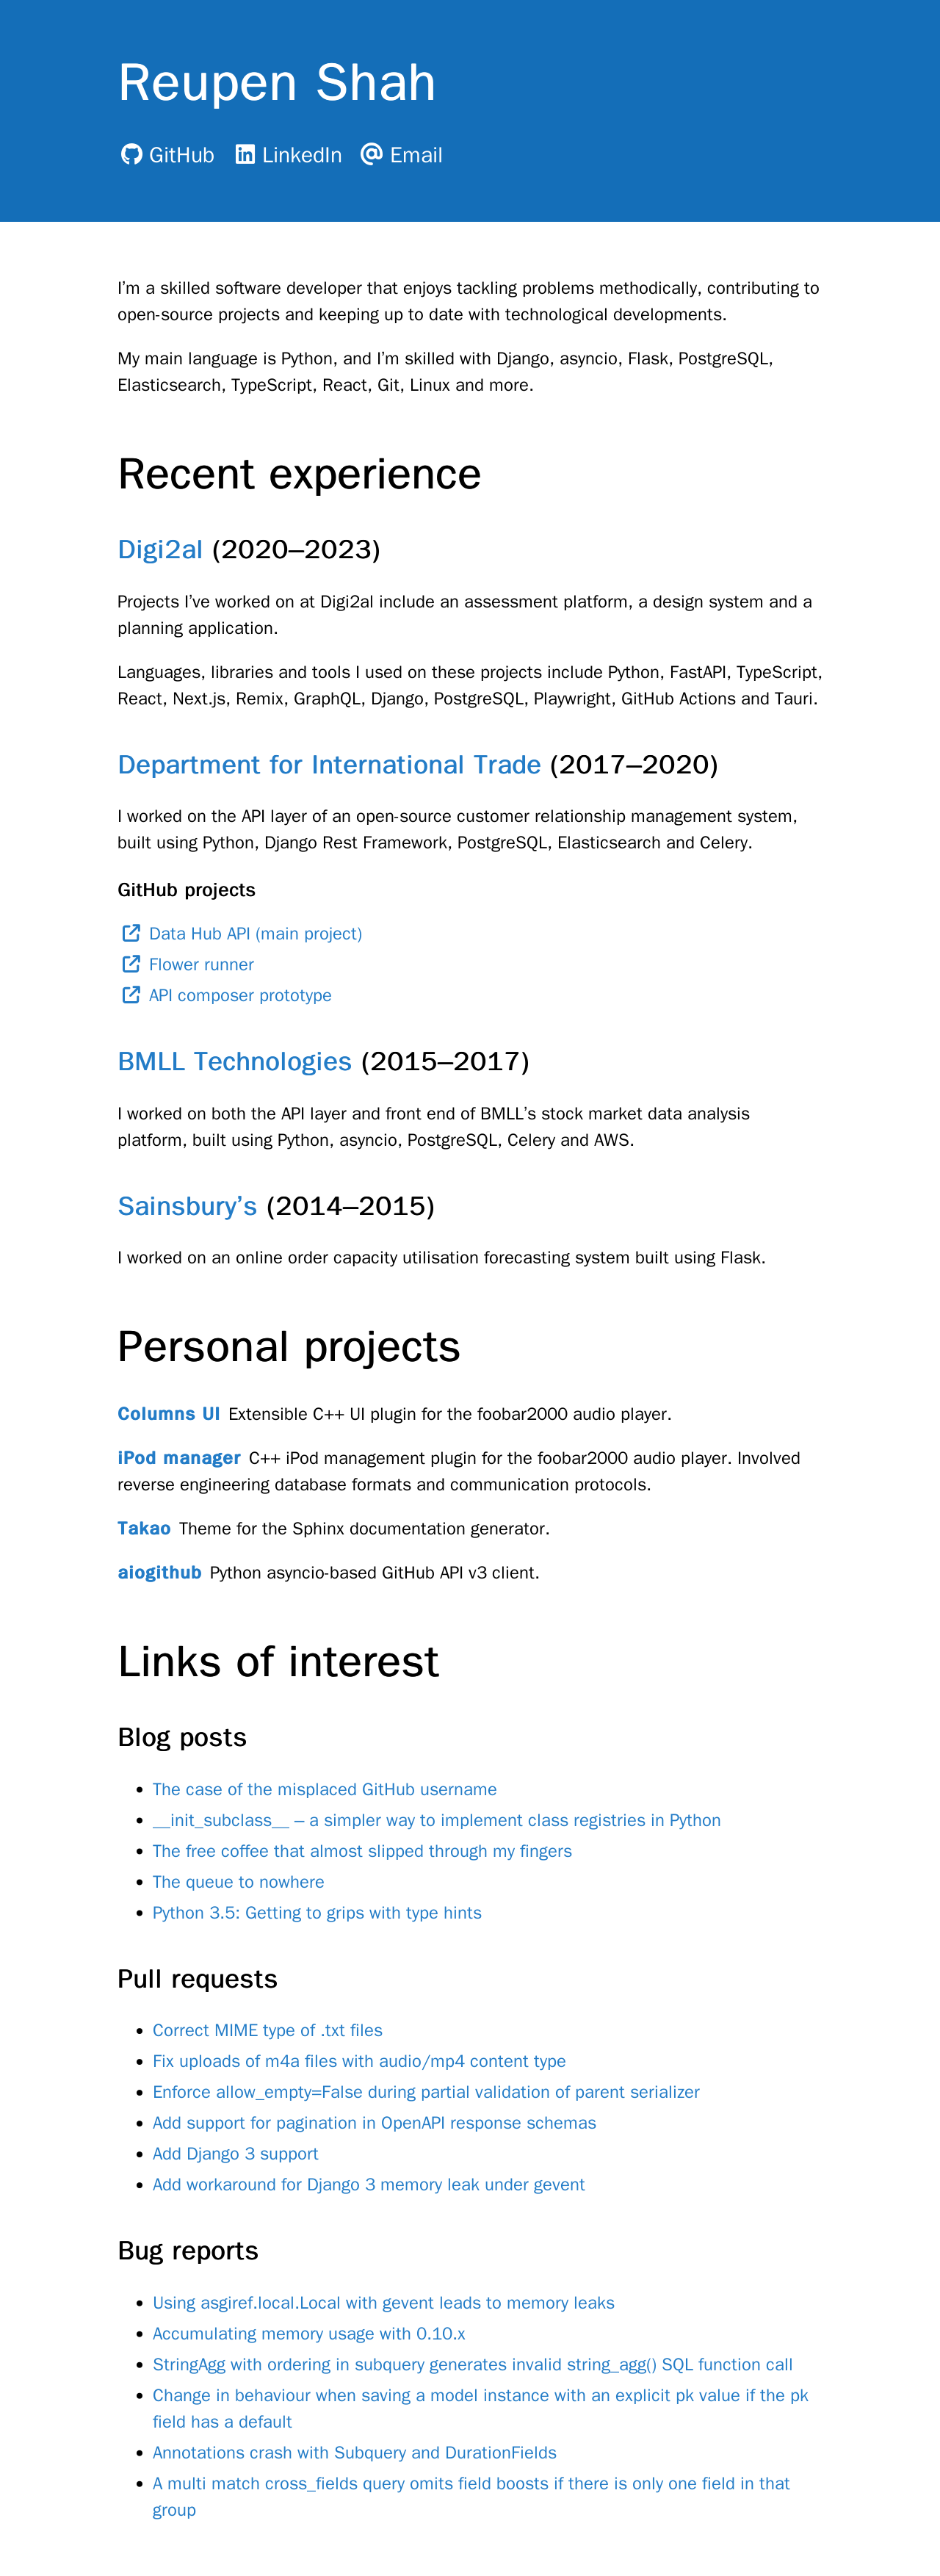 Reupen Shah
GitHub LinkedIn Email
I’m a skilled software developer that enjoys tackling problems methodically, contributing to
open-source projects and keeping up to date with technological developments.
My main language is Python, and I’m skilled with Django, asyncio, Flask, PostgreSQL,
Elasticsearch, TypeScript, React, Git, Linux and more.
Recent experience
Digi2al (2020–2023)
Projects I’ve worked on at Digi2al include an assessment platform, a design system and a
planning application.
Languages, libraries and tools I used on these projects include Python, FastAPI, TypeScript,
React, Next.js, Remix, GraphQL, Django, PostgreSQL, Playwright, GitHub Actions and Tauri.
Department for International Trade (2017–2020)
I worked on the API layer of an open-source customer relationship management system,
built using Python, Django Rest Framework, PostgreSQL, Elasticsearch and Celery.
GitHub projects
Data Hub API (main project)
Flower runner
API composer prototype
BMLL Technologies (2015–2017)
I worked on both the API layer and front end of BMLL’s stock market data analysis
platform, built using Python, asyncio, PostgreSQL, Celery and AWS.
Sainsbury’s (2014–2015)
I worked on an online order capacity utilisation forecasting system built using Flask.
Personal projects
Columns UI Extensible C++ UI plugin for the foobar2000 audio player.
iPod manager C++ iPod management plugin for the foobar2000 audio player. Involved
reverse engineering database formats and communication protocols.
Takao Theme for the Sphinx documentation generator.
aiogithub Python asyncio-based GitHub API v3 client.
Links of interest
Blog posts
• The case of the misplaced GitHub username
• __init_subclass__ – a simpler way to implement class registries in Python
• The free coffee that almost slipped through my fingers
• The queue to nowhere
• Python 3.5: Getting to grips with type hints
Pull requests
• Correct MIME type of .txt files
• Fix uploads of m4a files with audio/mp4 content type
• Enforce allow_empty=False during partial validation of parent serializer
• Add support for pagination in OpenAPI response schemas
• Add Django 3 support
• Add workaround for Django 3 memory leak under gevent
Bug reports
• Using asgiref.local.Local with gevent leads to memory leaks
• Accumulating memory usage with 0.10.x
• StringAgg with ordering in subquery generates invalid string_agg() SQL function call
• Change in behaviour when saving a model instance with an explicit pk value if the pk
field has a default
• Annotations crash with Subquery and DurationFields
• A multi match cross_fields query omits field boosts if there is only one field in that
group